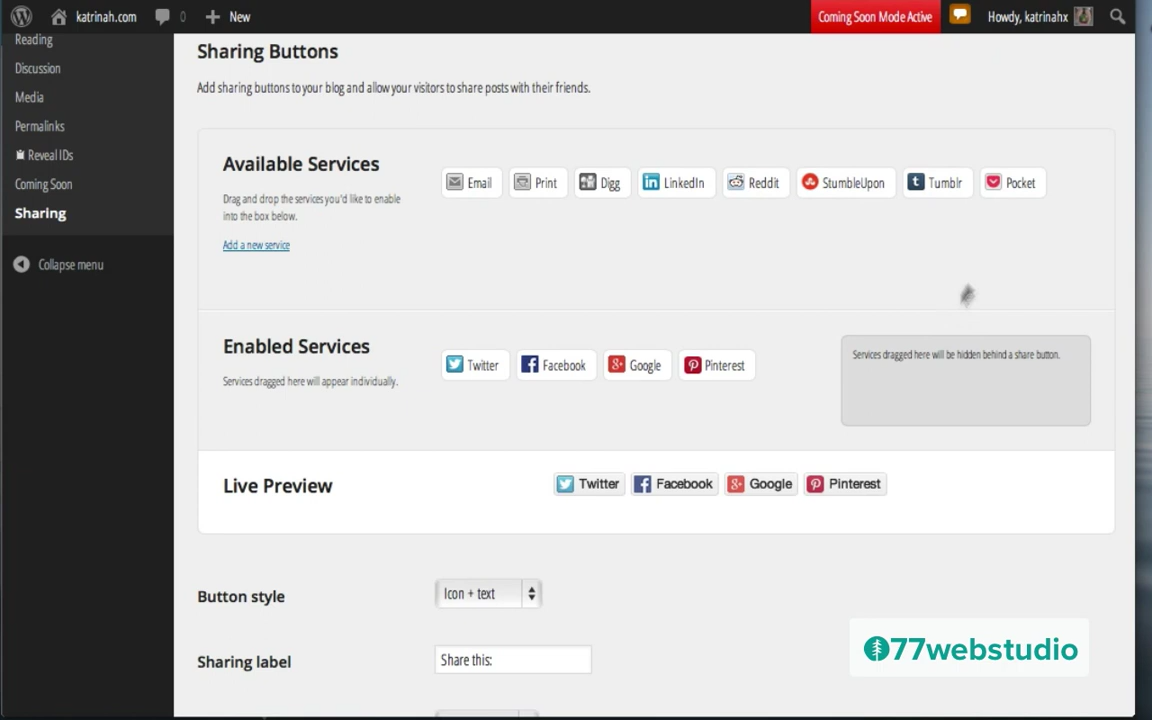 katrinah.com 0 New Coming Soon Mode Active Howdy, katrinahx
Reading
Discussion
Media
Permalinks
Reveal IDs
Coming Soon
Sharing
Collapse menu
Sharing Buttons
Add sharing buttons to your blog and allow your visitors to share posts with their friends.
Available Services
Drag and drop the services you'd like to enable
into the box below.
Add a new service
Email Print Digg LinkedIn Reddit StumbleUpon Tumblr Pocket
Enabled Services
Services dragged here will appear individually.
Twitter Facebook Google Pinterest
Services dragged here will be hidden behind a share button.
Live Preview
Twitter Facebook Google Pinterest
Button style
Icon + text
Sharing label
Share this:
77webstudio